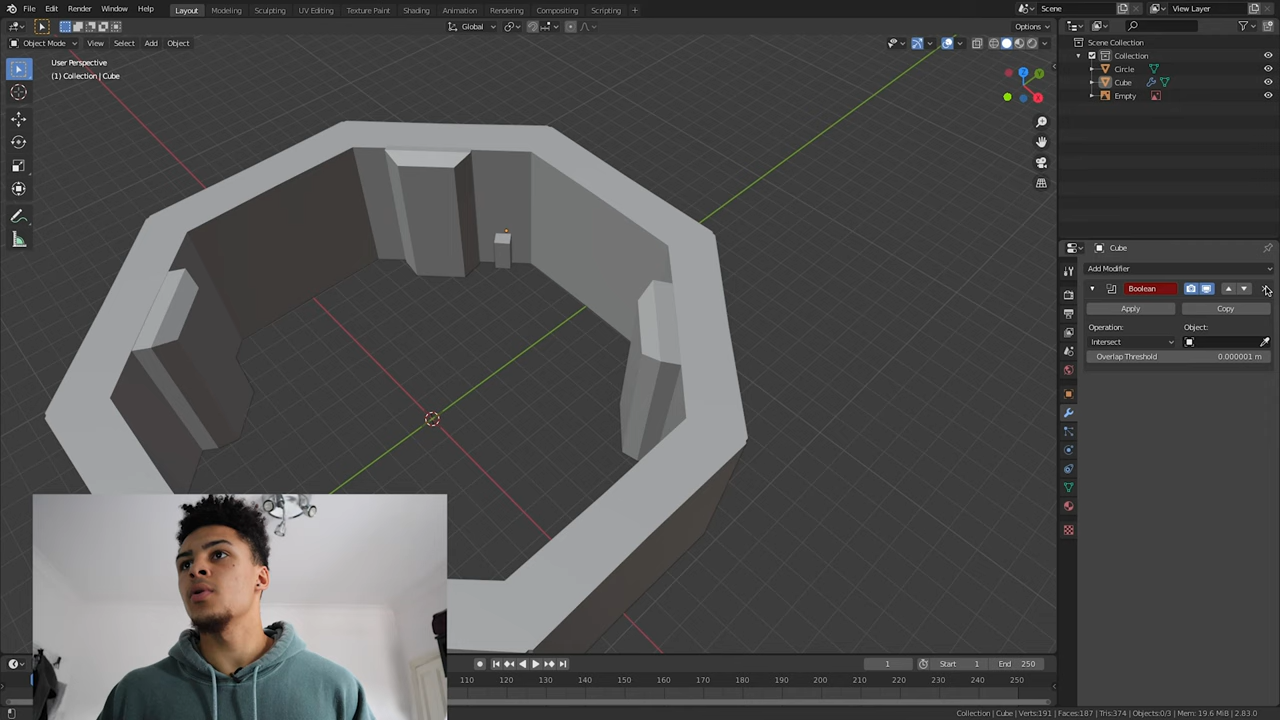 File Edit Render Window Help
Layout Modeling Sculpting UV Editing Texture Paint Shading Animation Rendering Compositing Scripting +
Scene
View Layer
Global
Options
Object Mode View Select Add Object
User Perspective
(1) Collection | Cube
Z
Y
X
Scene Collection
Collection
Circle
Cube
Empty
Cube
Add Modifier
Boolean
Apply
Copy
Operation:
Object:
Intersect
Overlap Threshold 0.000001 m
1
Start 1
End 250
110 120 130 140 150 160 170 180 190 200 210 220 230 240 250
Collection | Cube | Verts:191 | Faces:187 | Tris:374 | Objects:0/3 | Mem: 19.6 MiB | 2.83.0